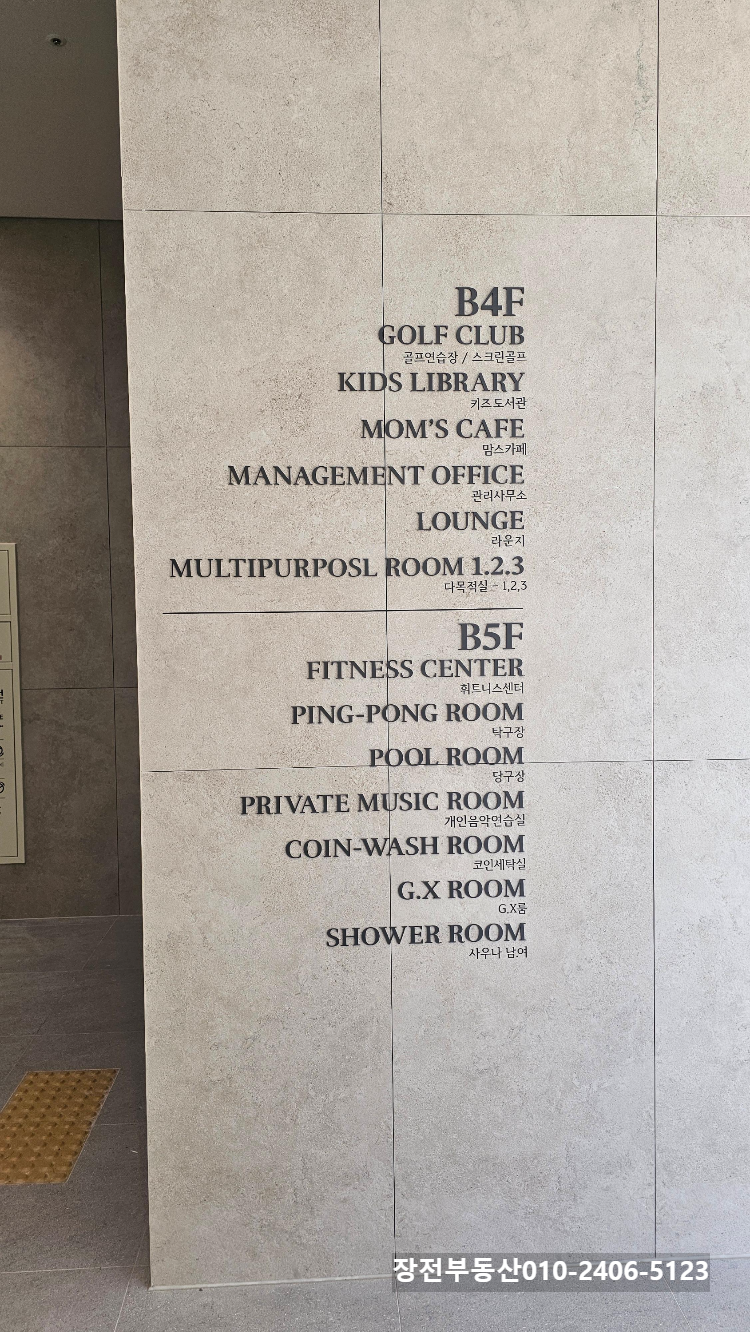 B4F
GOLF CLUB
골프연습장 / 스크린골프
KIDS LIBRARY
키즈도서관
MOM'S CAFE
맘스카페
MANAGEMENT OFFICE
관리사무소
LOUNGE
라운지
MULTIPURPOSL ROOM 1.2.3
다목적실 - 1,2,3
B5F
FITNESS CENTER
휘트니스센터
PING-PONG ROOM
탁구장
POOL ROOM
당구장
PRIVATE MUSIC ROOM
개인음악연습실
COIN-WASH ROOM
코인세탁실
G.X ROOM
G.X룸
SHOWER ROOM
사우나 남.여
장전부동산010-2406-5123